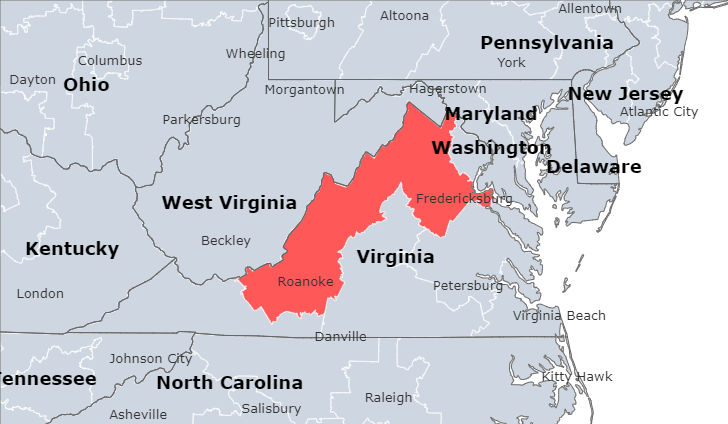 Allentown
Altoona
Pittsburgh
Pennsylvania
Wheeling
Columbus
York
Dayton
Ohio
Morgantown
Hagerstown
New Jersey
Atlantic City
Maryland
Parkersburg
Washington
Delaware
West Virginia
Fredericksburg
Beckley
Kentucky
Virginia
Roanoke
Petersburg
London
Virginia Beach
Danville
Johnson City
Tennessee
North Carolina
Kitty Hawk
Raleigh
Salisbury
Asheville